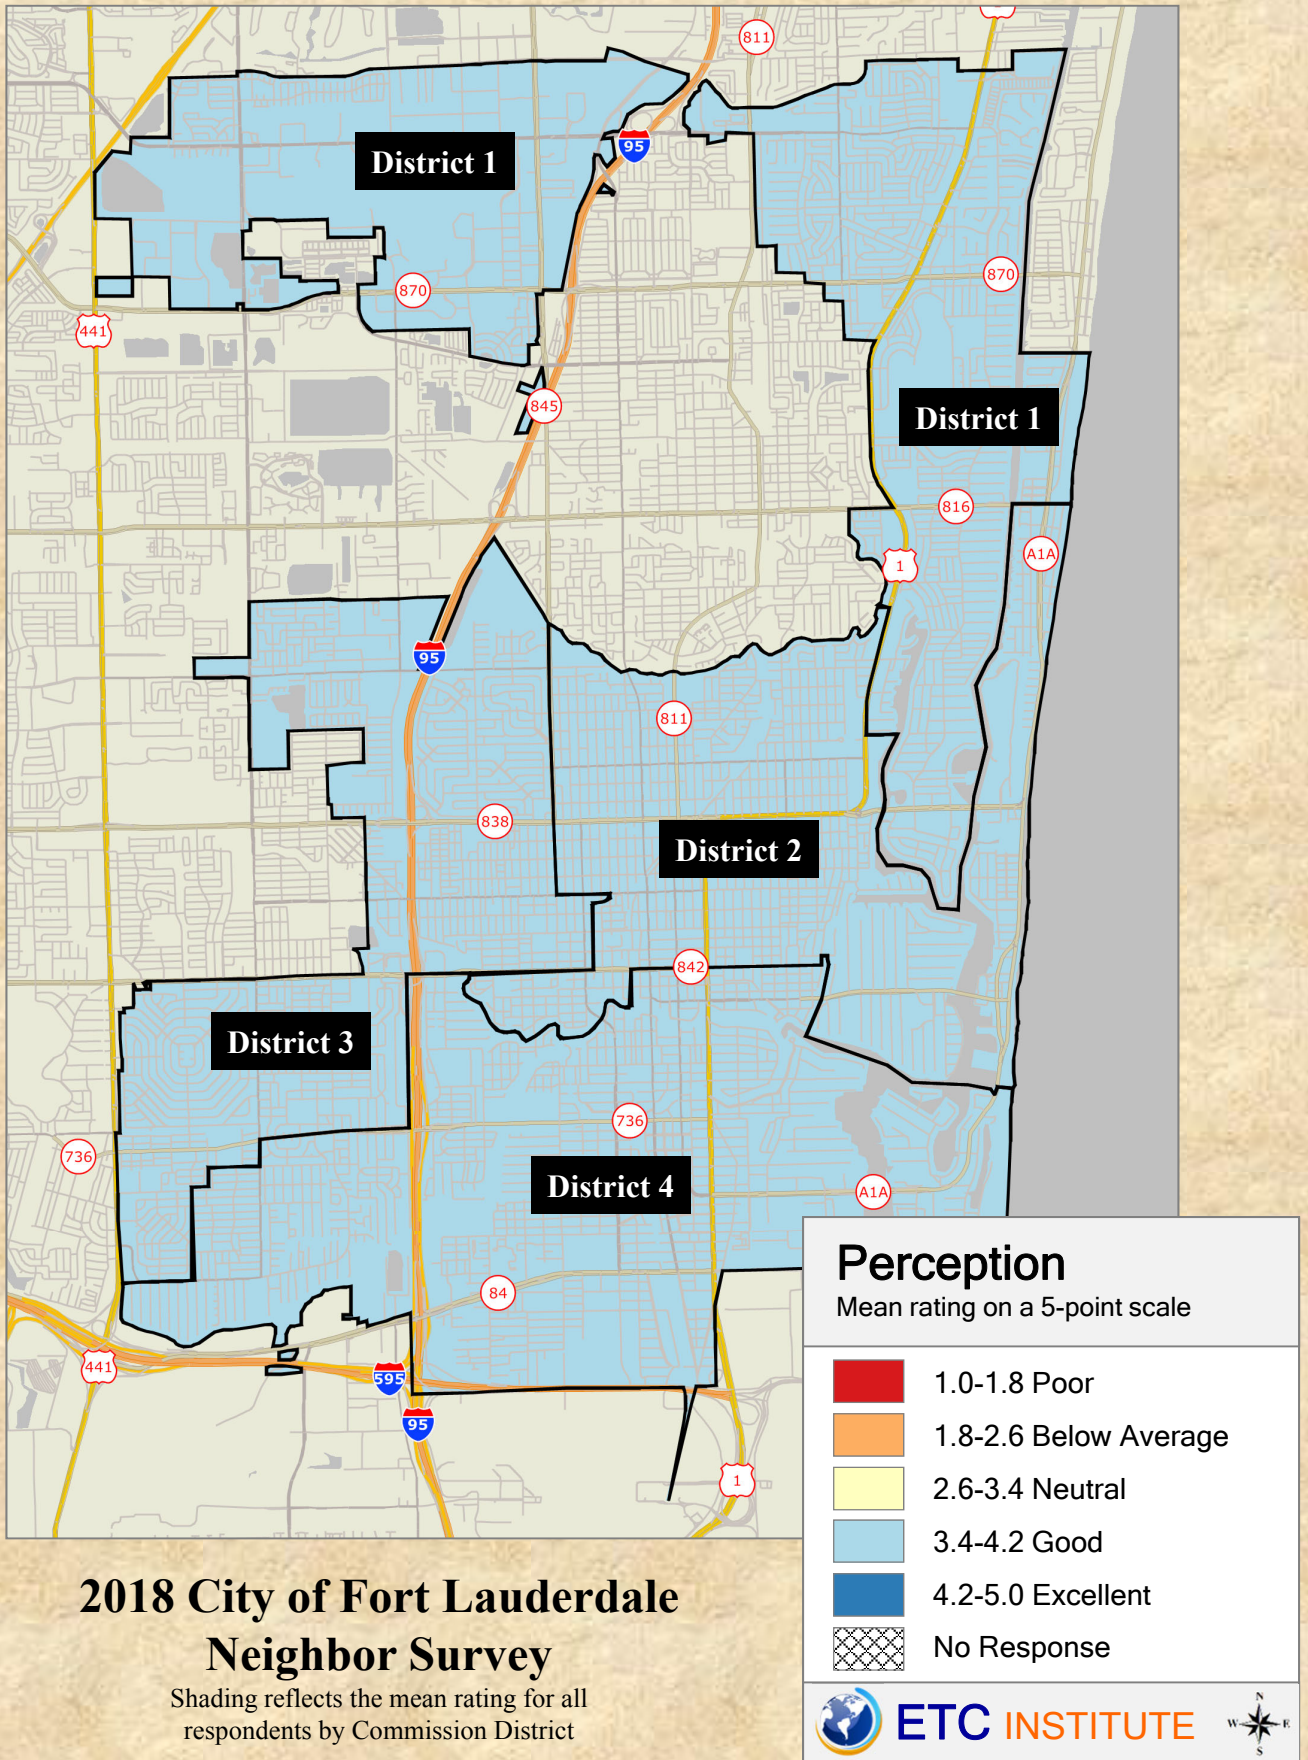 811
95
District 1
870
870
441
845
District 1
816
A1A
1
95
811
838
District 2
842
District 3
736
736
District 4
A1A
84
441
595
95
1
Perception
Mean rating on a 5-point scale
1.0-1.8 Poor
1.8-2.6 Below Average
2.6-3.4 Neutral
3.4-4.2 Good
4.2-5.0 Excellent
No Response
2018 City of Fort Lauderdale
Neighbor Survey
Shading reflects the mean rating for all
respondents by Commission District
ETC INSTITUTE
N
W E
S